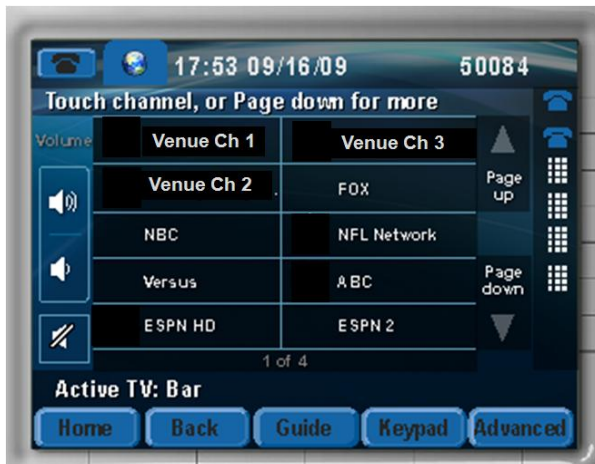 17:53 09/16/09 50084
Touch channel, or Page down for more
Volume
Venue Ch 1 Venue Ch 3
Venue Ch 2 FOX
Page up
NBC NFL Network
Versus ABC
Page down
ESPN HD ESPN 2
1 of 4
Active TV: Bar
Home Back Guide Keypad Advanced